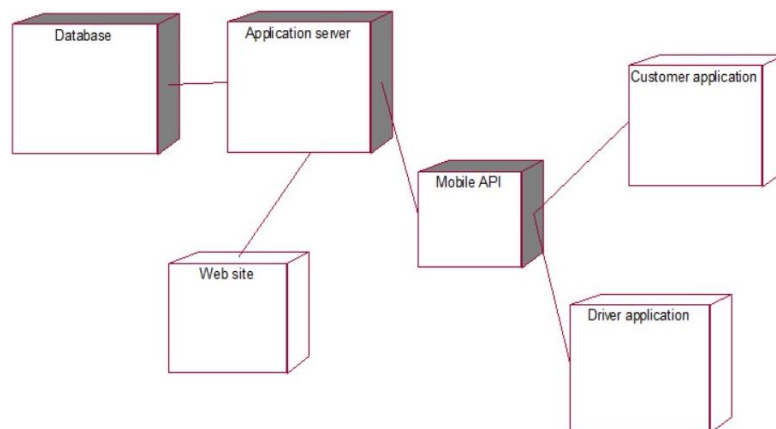 Database
Application server
Customer application
Mobile API
Web site
Driver application